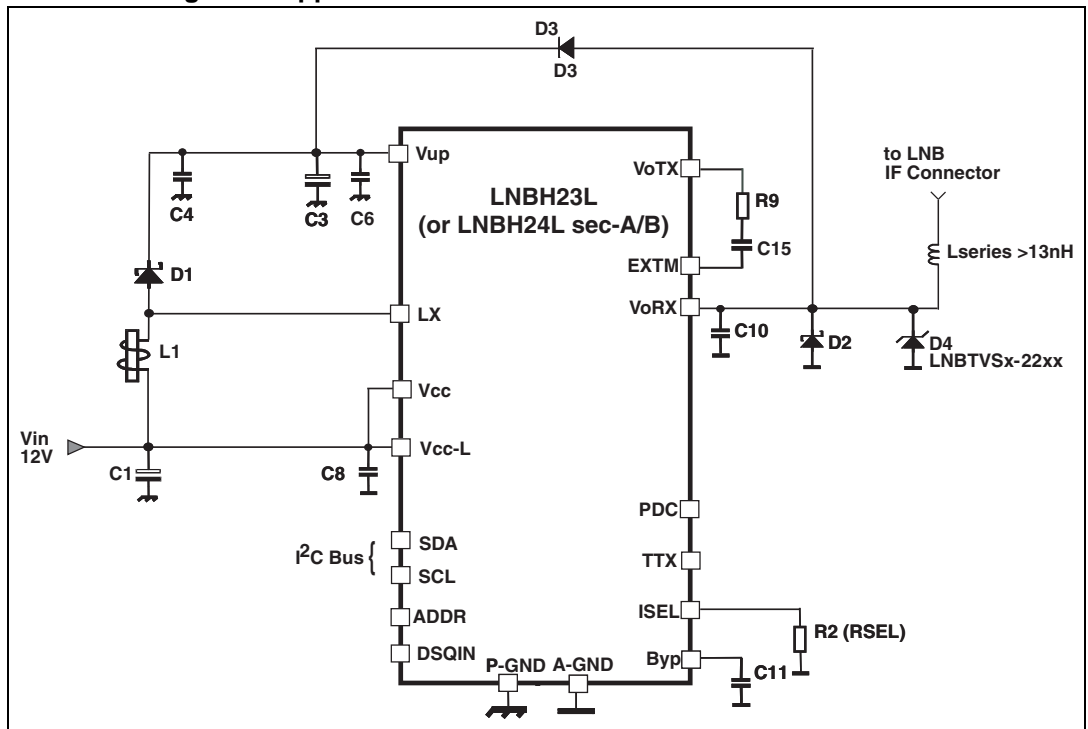 D3
D3
Vup
VoTX
to LNB
IF Connector
LNBH23L
(or LNBH24L sec-A/B)
R9
C4
C3
C6
C15
EXTM
Lseries >13nH
D1
LX
VoRX
C10
D2
D4
LNBTVSx-22xx
L1
Vcc
Vin
12V
Vcc-L
C1
C8
PDC
SDA
I2C Bus {
SCL
TTX
ISEL
ADDR
R2 (RSEL)
DSQIN
Byp
P-GND
A-GND
C11